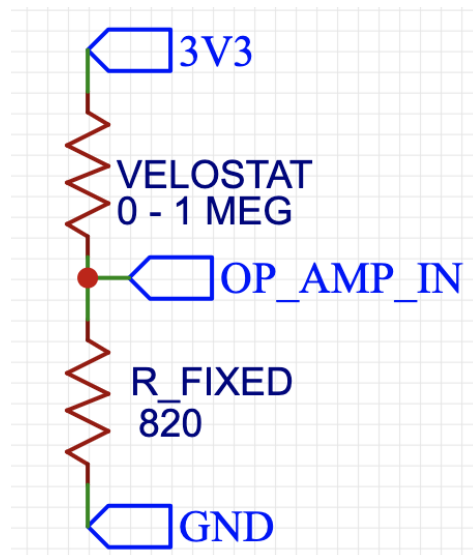 3V3
VELOSTAT
0 - 1 MEG
OP_AMP_IN
R_FIXED
820
GND